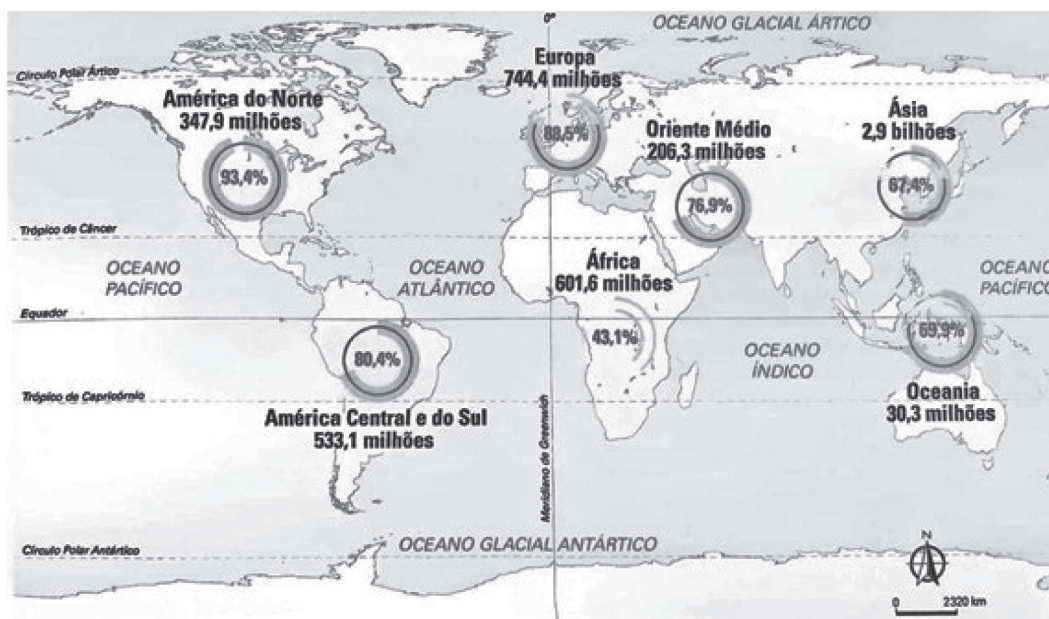 0°
OCEANO GLACIAL ÁRTICO
Círculo Polar Ártico
Europa
744,4 milhões
88,5%
América do Norte
347,9 milhões
93,4%
Oriente Médio
206,3 milhões
76,9%
Ásia
2,9 bilhões
67,4%
Trópico de Câncer
OCEANO
PACÍFICO
OCEANO
ATLÂNTICO
África
601,6 milhões
43,1%
OCEANO
PACÍFICO
Equador
80,4%
69,9%
OCEANO
ÍNDICO
Trópico de Capricórnio
América Central e do Sul
533,1 milhões
Oceania
30,3 milhões
Meridiano de Greenwich
Círculo Polar Antártico
OCEANO GLACIAL ANTÁRTICO
N
0 2320 km